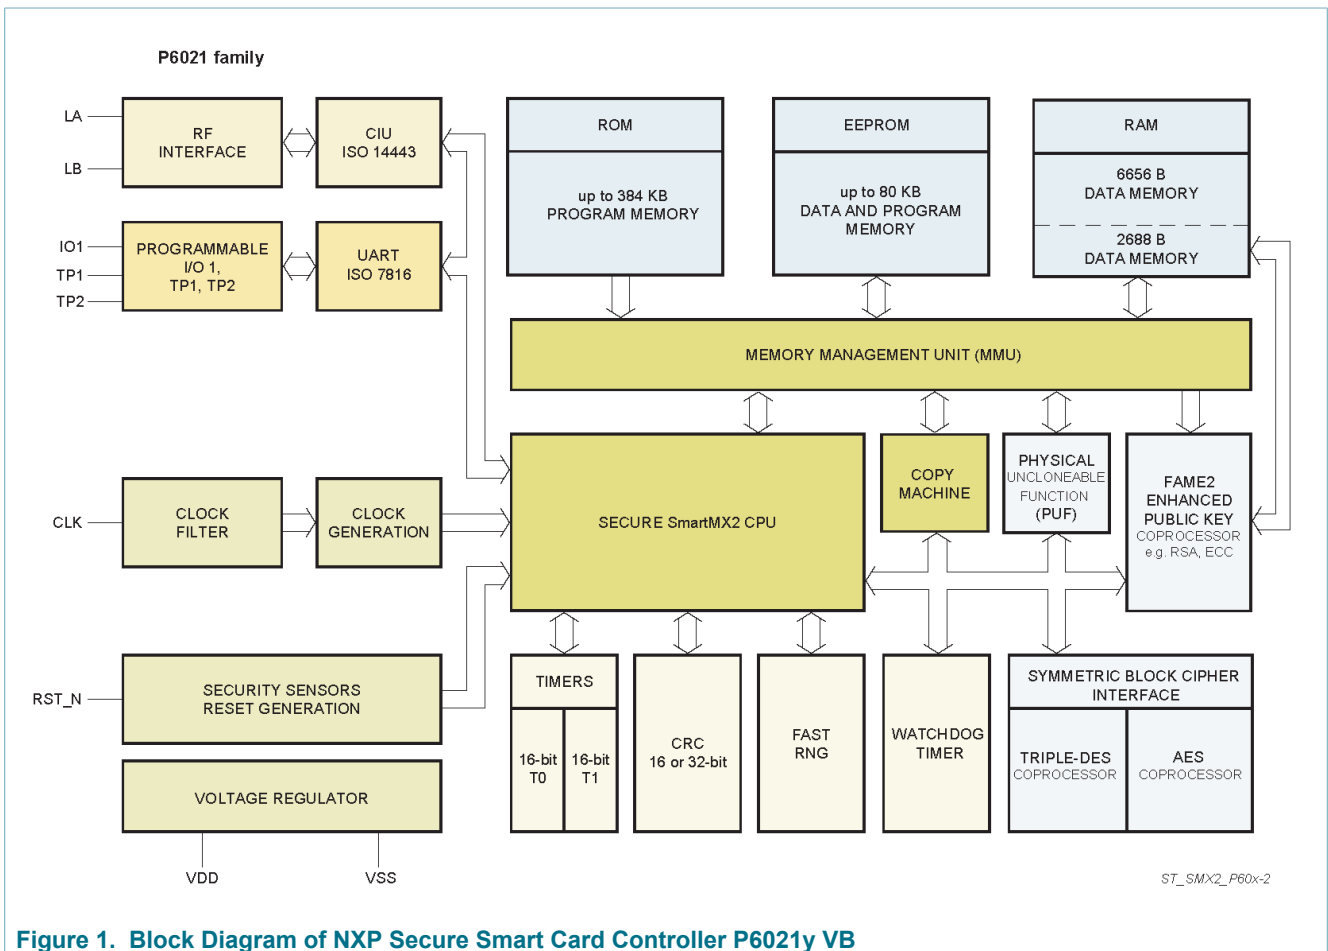 P6021 family
LA
LB
RF
INTERFACE
CIU
ISO 14443
IO1
TP1
TP2
PROGRAMMABLE
I/O 1,
TP1, TP2
UART
ISO 7816
ROM
up to 384 KB
PROGRAM MEMORY
EEPROM
up to 80 KB
DATA AND PROGRAM
MEMORY
RAM
6656 B
DATA MEMORY
2688 B
DATA MEMORY
MEMORY MANAGEMENT UNIT (MMU)
CLK
CLOCK
FILTER
CLOCK
GENERATION
SECURE SmartMX2 CPU
COPY
MACHINE
PHYSICAL
UNCLONEABLE
FUNCTION
(PUF)
FAME2
ENHANCED
PUBLIC KEY
COPROCESSOR
e.g. RSA, ECC
RST_N
SECURITY SENSORS
RESET GENERATION
VOLTAGE REGULATOR
VDD
VSS
TIMERS
16-bit
T0
16-bit
T1
CRC
16 or 32-bit
FAST
RNG
WATCHDOG
TIMER
SYMMETRIC BLOCK CIPHER
INTERFACE
TRIPLE-DES
COPROCESSOR
AES
COPROCESSOR
ST_SMX2_P60x-2
Figure 1. Block Diagram of NXP Secure Smart Card Controller P6021y VB